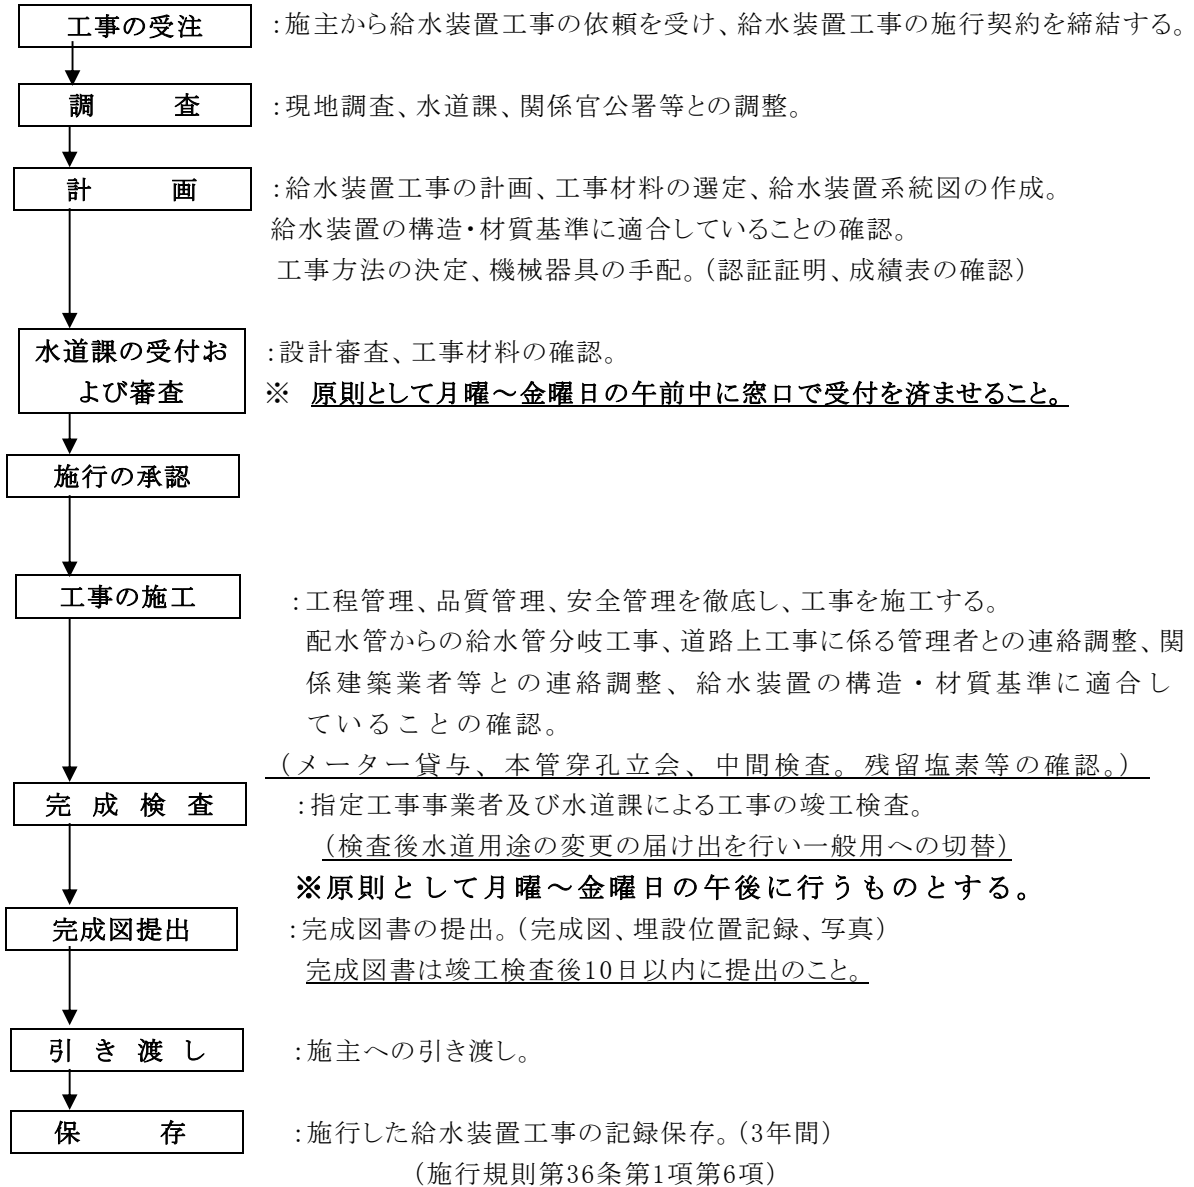 工事の受注 :施主から給水装置工事の依頼を受け、給水装置工事の施行契約を締結する。
調 査 :現地調査、水道課、関係官公署等との調整。
計 画 :給水装置工事の計画、工事材料の選定、給水装置系統図の作成。
給水装置の構造・材質基準に適合していることの確認。
工事方法の決定、機械器具の手配。(認証証明、成績表の確認)
水道課の受付お :設計審査、工事材料の確認。
よび審査 ※ 原則として月曜～金曜日の午前中に窓口で受付を済ませること。
施行の承認
工事の施工 :工程管理、品質管理、安全管理を徹底し、工事を施工する。
配水管からの給水管分岐工事、道路上工事に係る管理者との連絡調整、関
係建築業者等との連絡調整、給水装置の構造・材質基準に適合し
ていることの確認。
(メーター貸与、本管穿孔立会、中間検査。残留塩素等の確認。)
完 成 検 査 :指定工事事業者及び水道課による工事の竣工検査。
(検査後水道用途の変更の届け出を行い一般用への切替)
※原則として月曜～金曜日の午後に行うものとする。
完成図提出 :完成図書の提出。(完成図、埋設位置記録、写真)
完成図書は竣工検査後10日以内に提出のこと。
引 き 渡 し :施主への引き渡し。
保 存 :施行した給水装置工事の記録保存。(3年間)
(施行規則第36条第1項第6項)